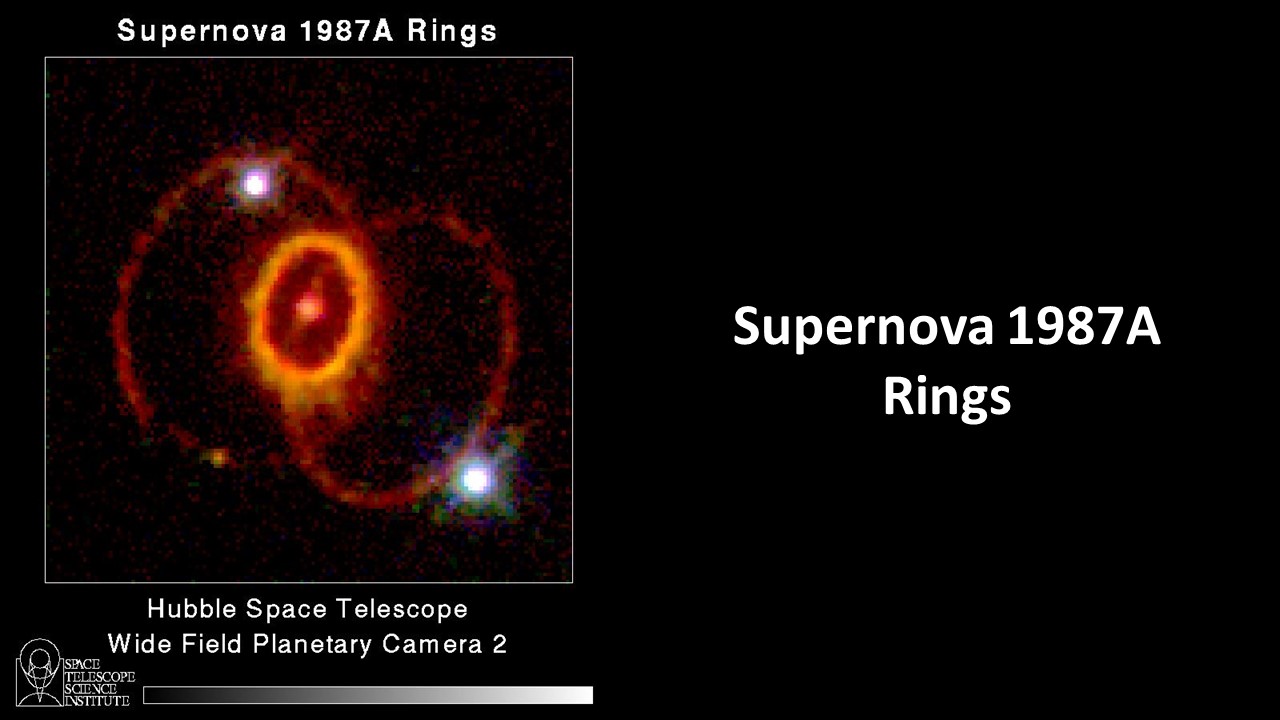 Supernova 1987A Rings
Supernova 1987A
Rings
Hubble Space Telescope
Wide Field Planetary Camera 2
SPACE
TELESCOPE
SCIENCE
INSTITUTE